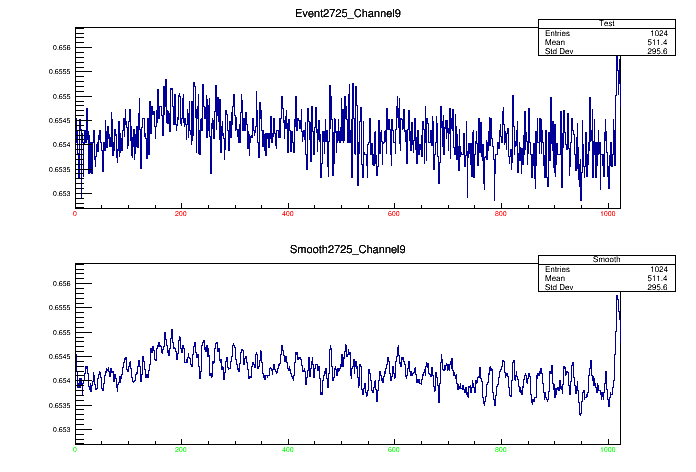 Event2725_Channel9
Test
Entries 1024
Mean 511.4
Std Dev 295.6
0.656
0.6555
0.655
0.6545
0.654
0.6535
0.653
0 200 400 600 800 1000
Smooth2725_Channel9
Smooth
Entries 1024
Mean 511.4
Std Dev 295.6
0.656
0.6555
0.655
0.6545
0.654
0.6535
0.653
0 200 400 600 800 1000